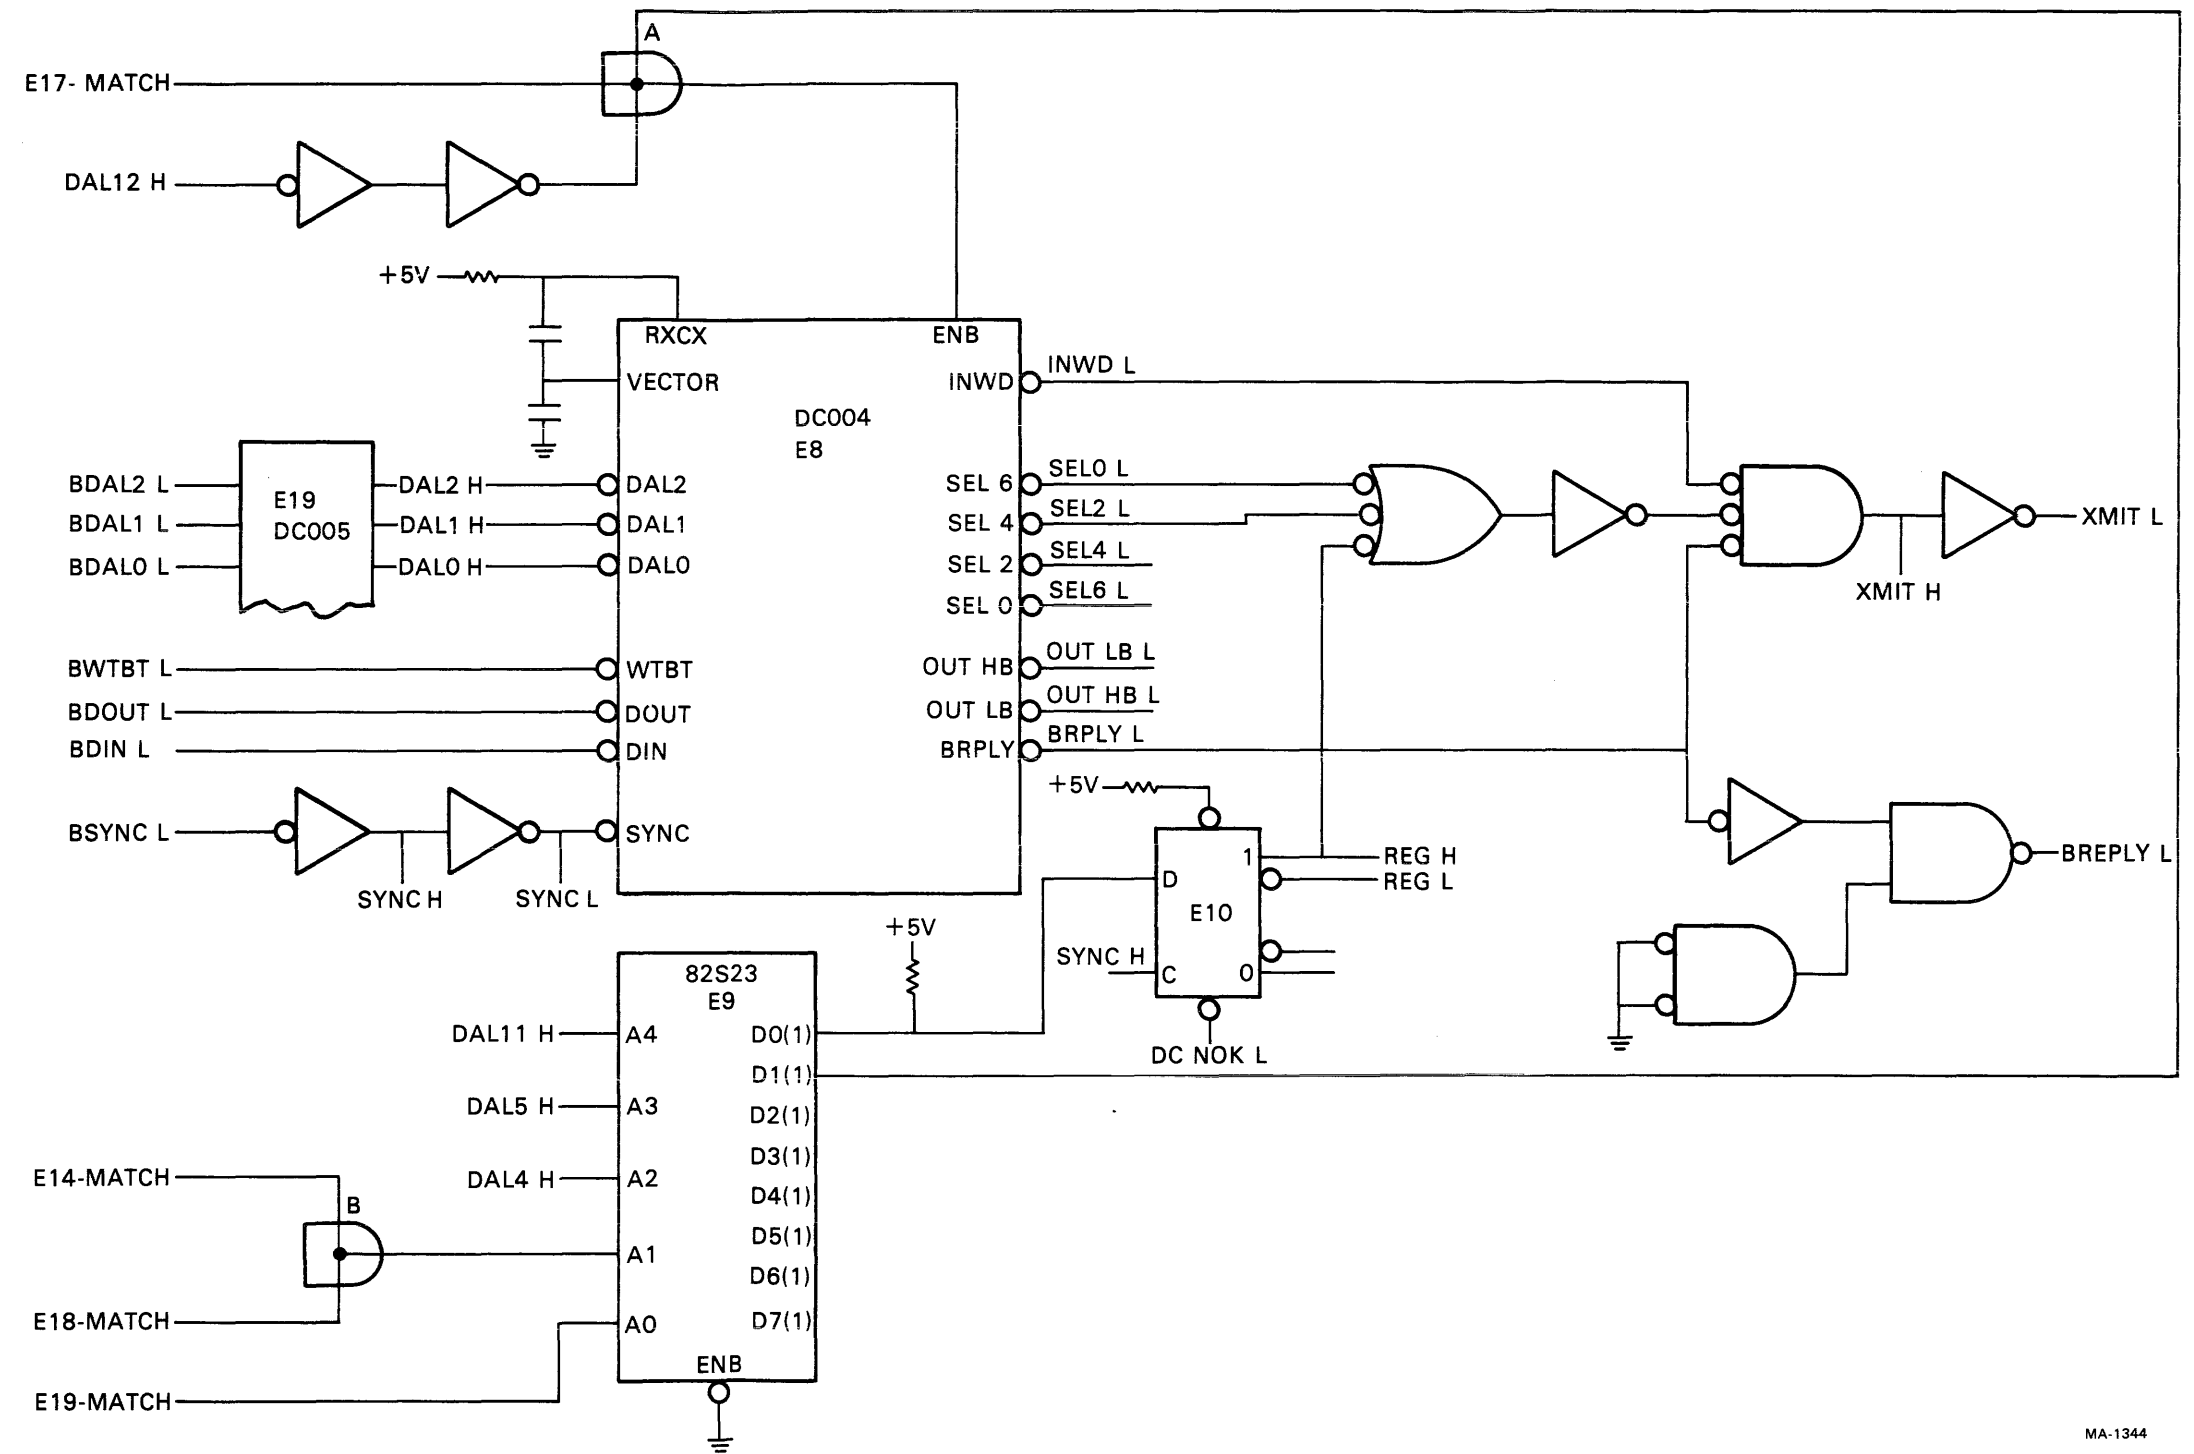 A
E17- MATCH
DAL12 H
+5V
RXCX
ENB
VECTOR
INWD
INWD L
DC004
E8
BDAL2 L
BDAL1 L
BDAL0 L
E19
DC005
DAL2 H
DAL1 H
DAL0 H
DAL2
DAL1
DAL0
SEL 6
SEL0 L
SEL 4
SEL2 L
SEL 2
SEL4 L
SEL 0
SEL6 L
XMIT L
XMIT H
BWTBT L
WTBT
OUT HB
OUT LB L
BDOUT L
DOUT
OUT LB
OUT HB L
BDIN L
DIN
BRPLY
BRPLY L
BSYNC L
SYNC
SYNC H
SYNC L
+5V
1
REG H
REG L
D
E10
SYNC H
C
0
DC NOK L
BREPLY L
+5V
82S23
E9
DAL11 H
A4
D0(1)
D1(1)
DAL5 H
A3
D2(1)
D3(1)
E14-MATCH
DAL4 H
A2
D4(1)
B
D5(1)
A1
D6(1)
E18-MATCH
A0
D7(1)
ENB
E19-MATCH
MA-1344